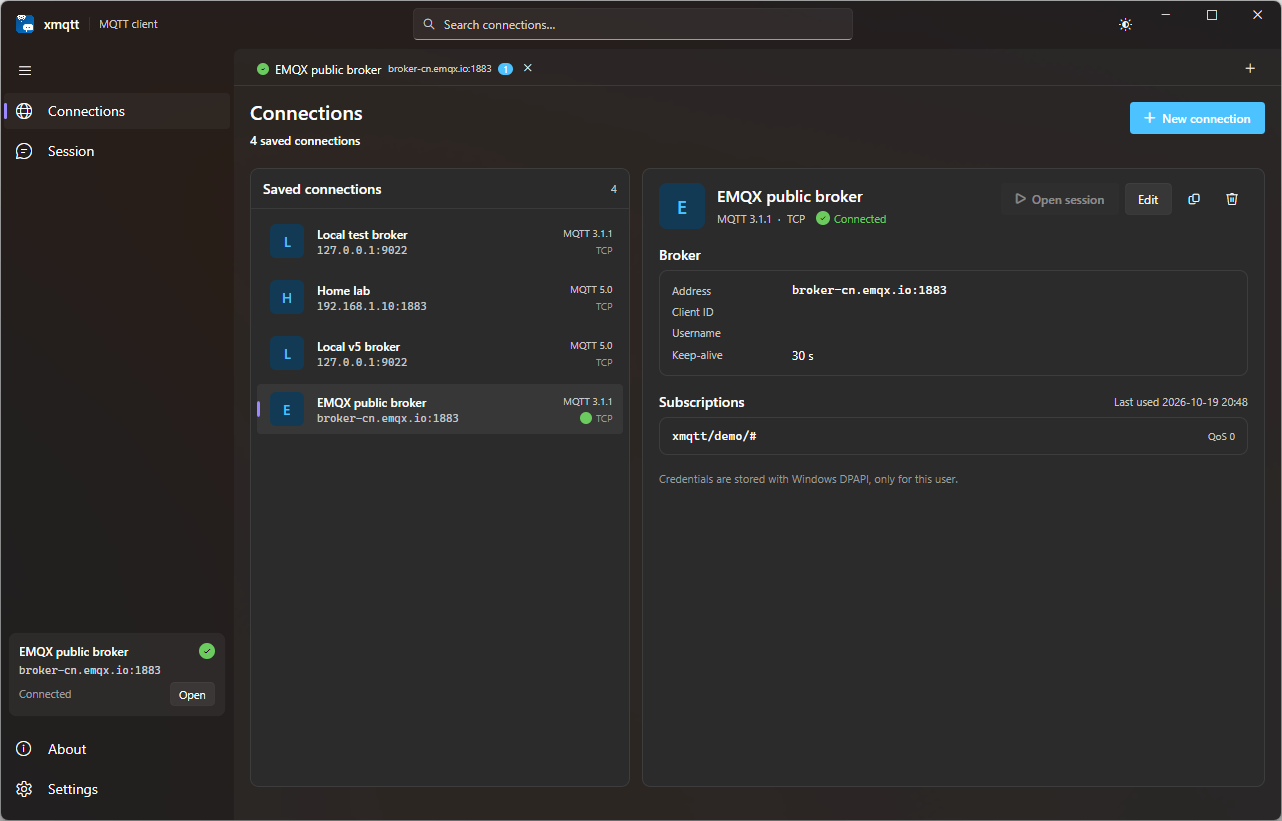 xmqtt MQTT client
Search connections...
EMQX public broker broker-cn.emqx.io:1883 1
Connections
Session
Connections
4 saved connections
New connection
Saved connections 4
L
Local test broker MQTT 3.1.1
127.0.0.1:9022 TCP
H
Home lab MQTT 5.0
192.168.1.10:1883 TCP
L
Local v5 broker MQTT 5.0
127.0.0.1:9022 TCP
E
EMQX public broker MQTT 3.1.1
broker-cn.emqx.io:1883 TCP
E
EMQX public broker
MQTT 3.1.1 · TCP Connected
Open session Edit
Broker
Address broker-cn.emqx.io:1883
Client ID
Username
Keep-alive 30 s
Subscriptions Last used 2026-10-19 20:48
xmqtt/demo/# QoS 0
Credentials are stored with Windows DPAPI, only for this user.
EMQX public broker
broker-cn.emqx.io:1883
Connected Open
About
Settings